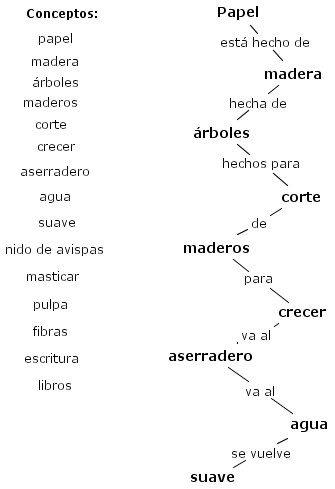 Conceptos:
papel
madera
árboles
maderos
corte
crecer
aserradero
agua
suave
nido de avispas
masticar
pulpa
fibras
escritura
libros
Papel
está hecho de
madera
hecha de
árboles
hechos para
corte
de
maderos
para
crecer
va al
aserradero
va al
agua
se vuelve
suave